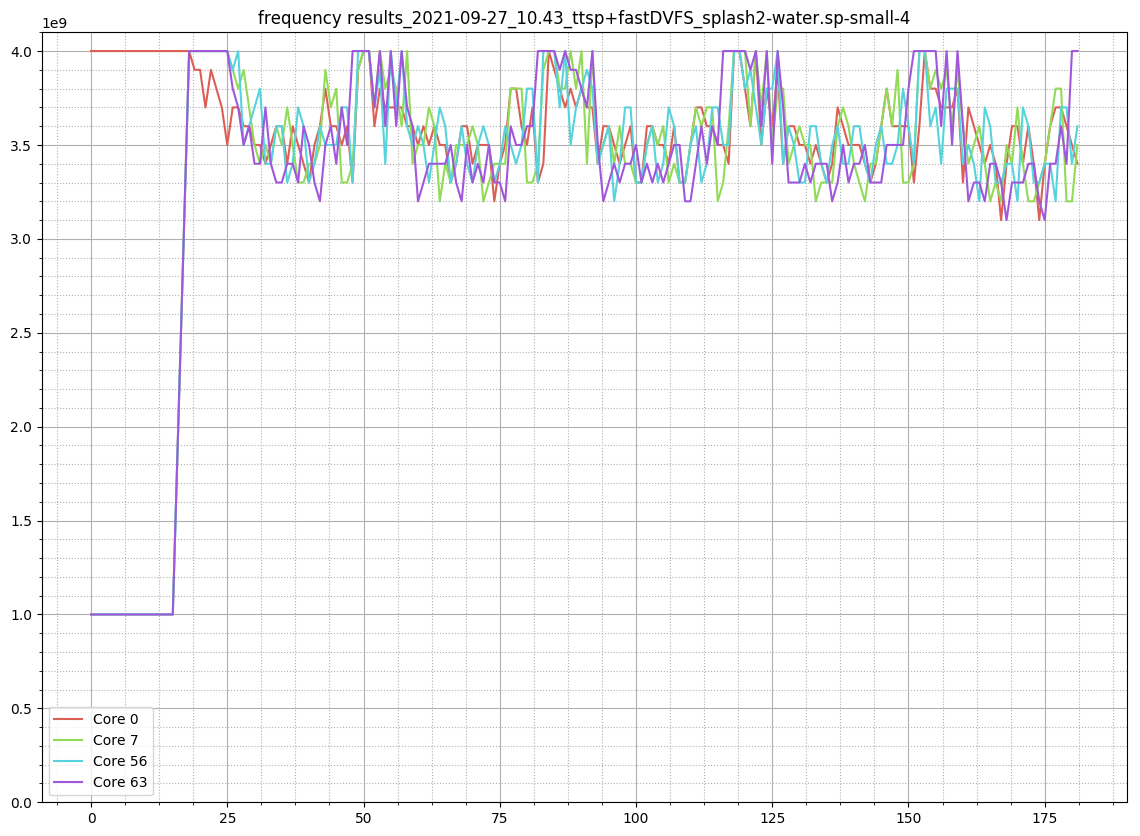 frequency results_2021-09-27_10.43_ttsp+fastDVFS_splash2-water.sp-small-4
1e9
4.0
3.5
3.0
2.5
2.0
1.5
1.0
0.5
0.0
Core 0
Core 7
Core 56
Core 63
0 25 50 75 100 125 150 175